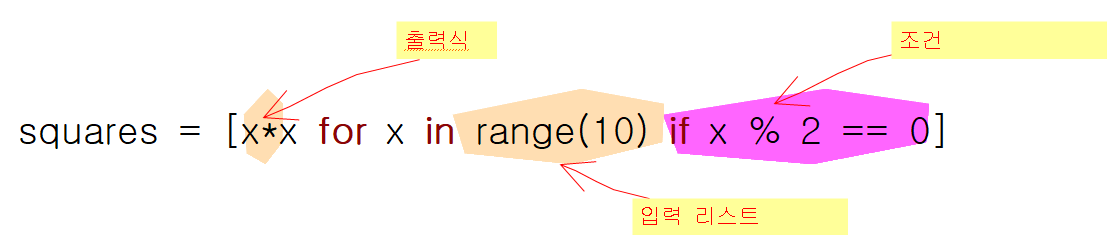 출력식
조건
squares = [x*x for x in range(10) if x % 2 == 0]
입력 리스트